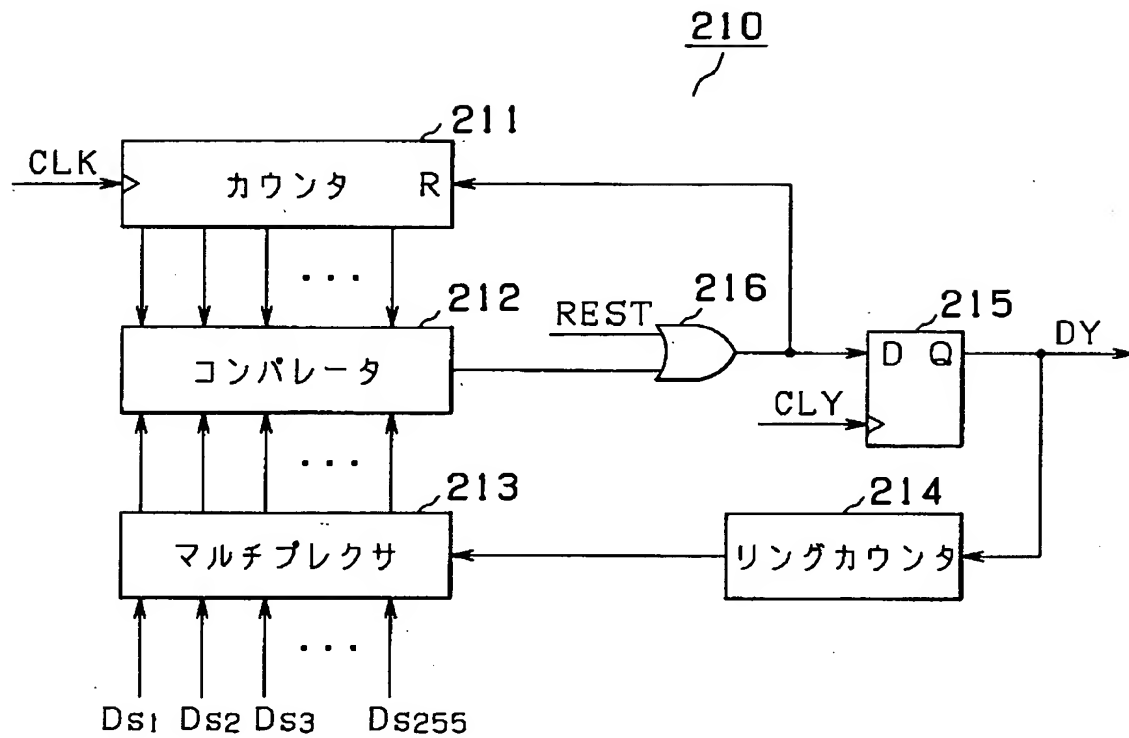 210
211
CLK
カウンタ R
...
212
REST
216
215
DY
コンパレータ
D Q
CLY
...
213
214
マルチプレクサ
リングカウンタ
...
Ds1 Ds2 Ds3 Ds255